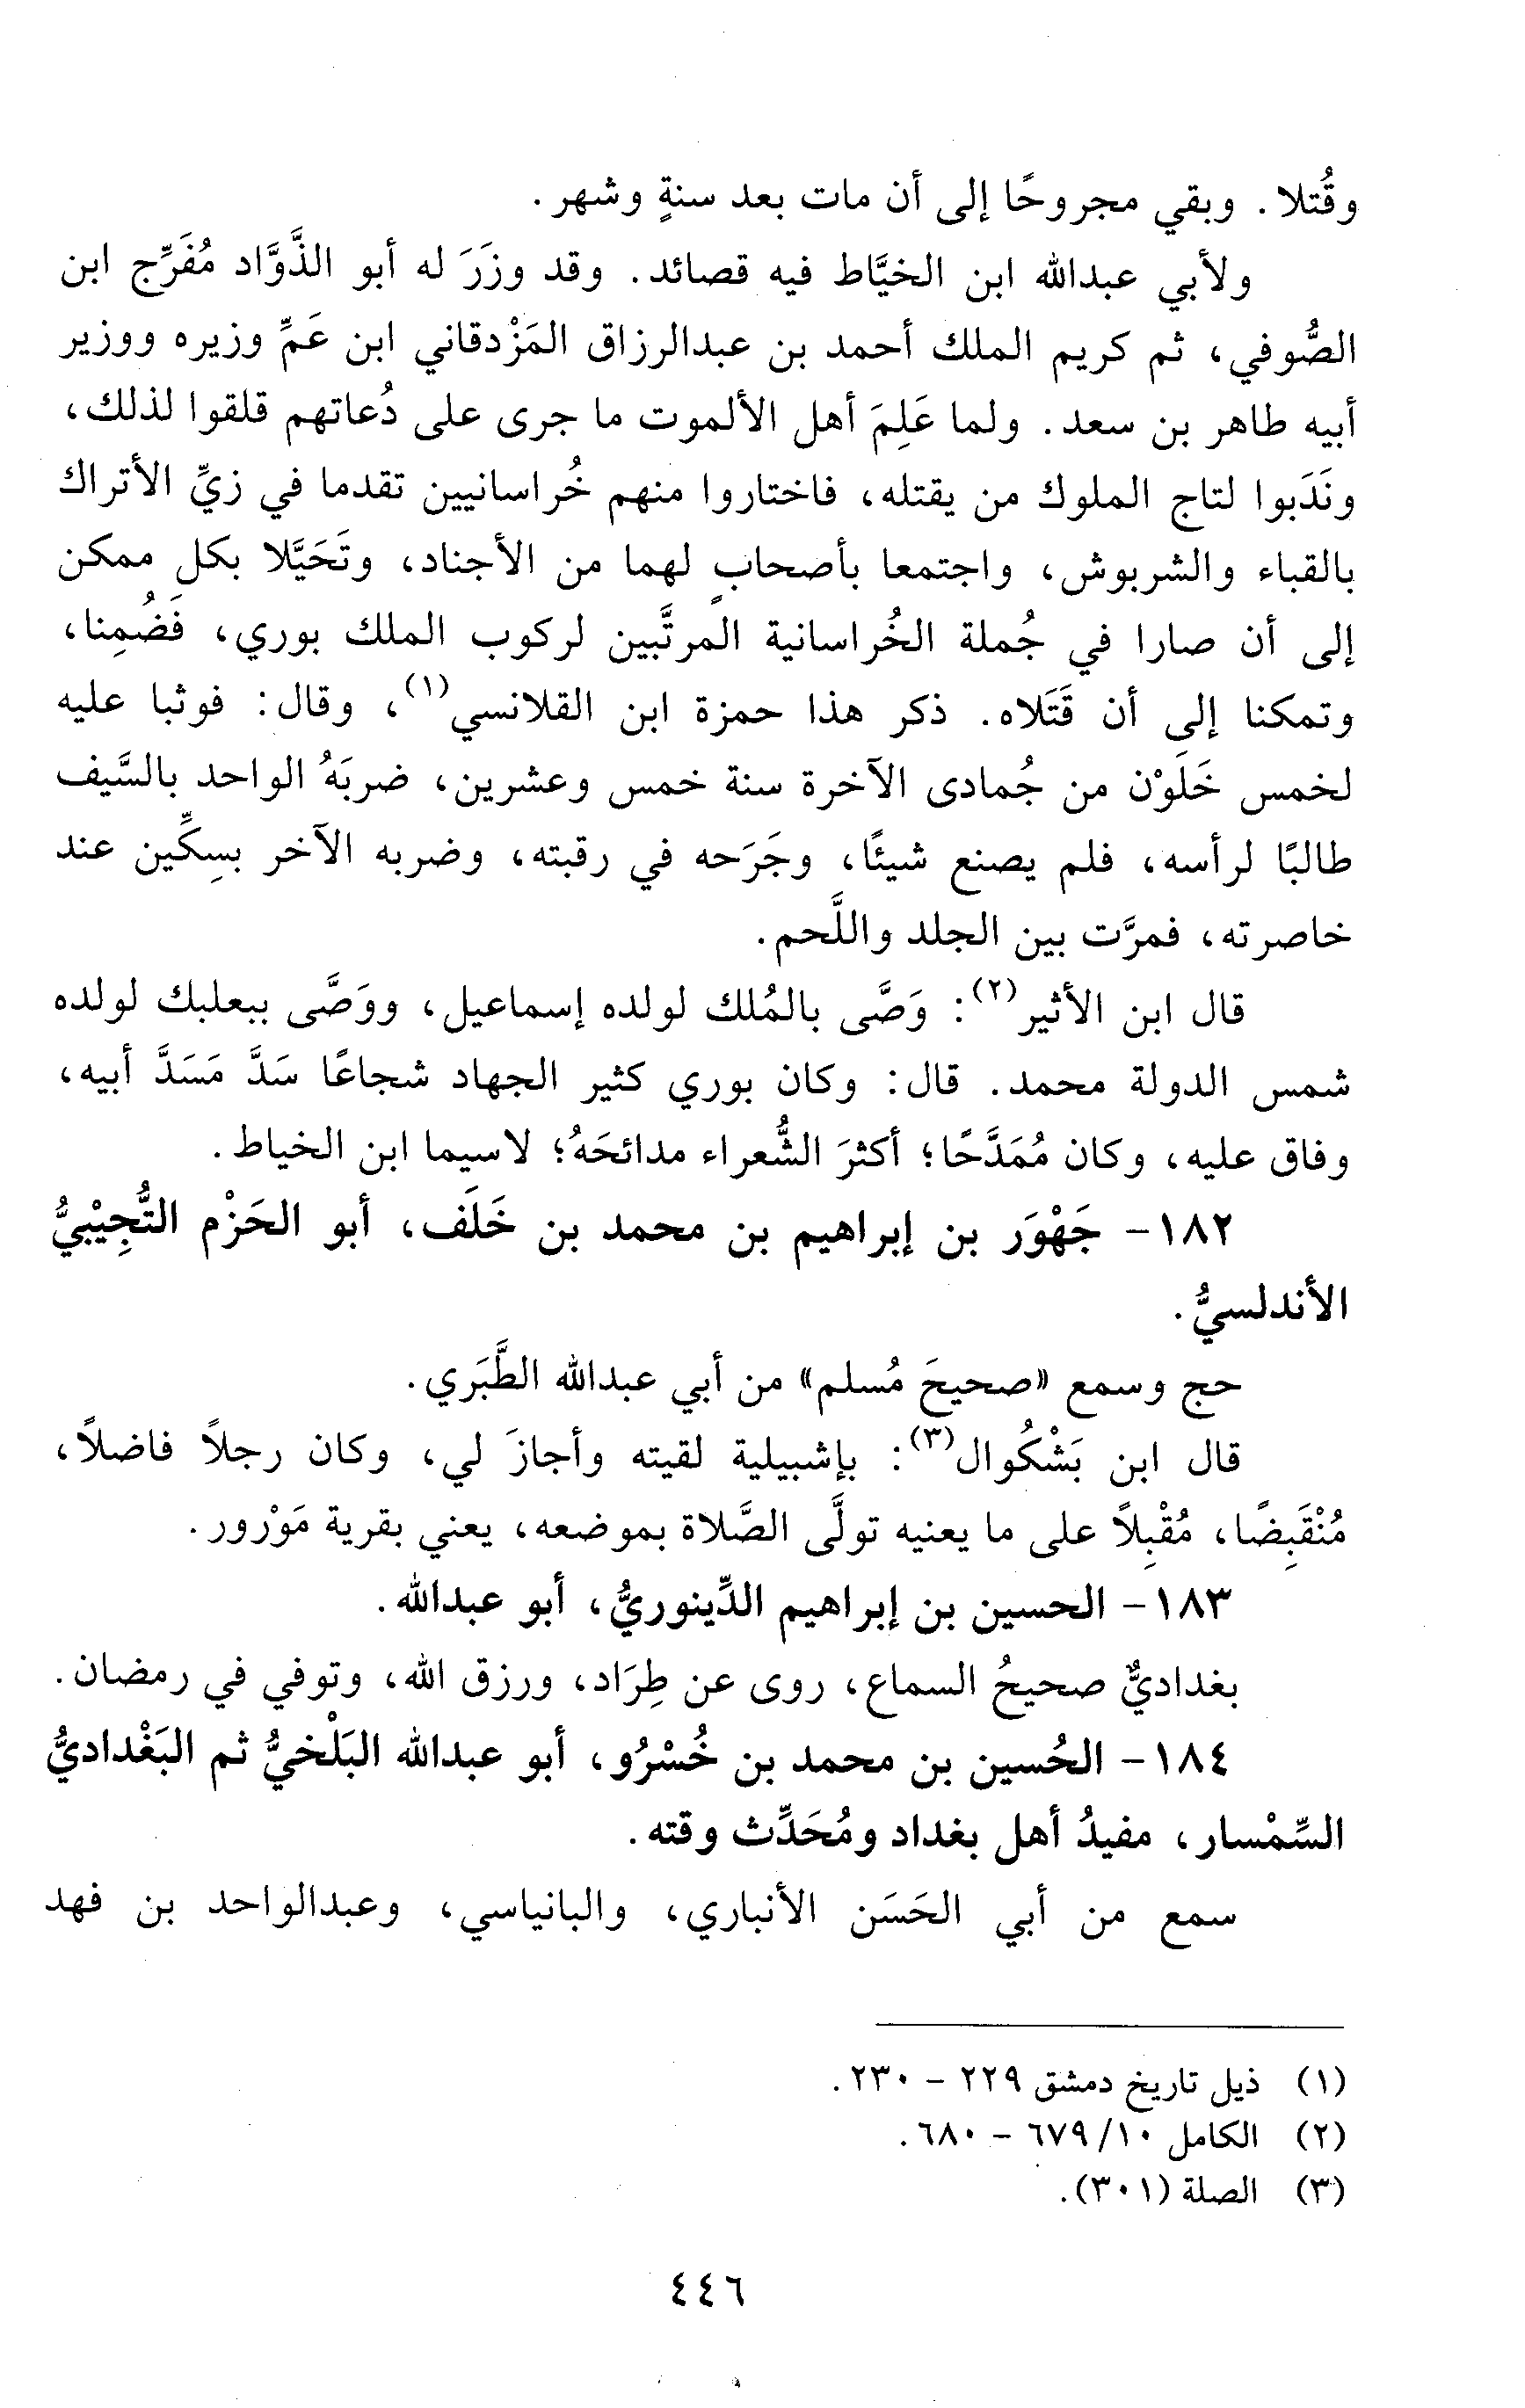 وقُتلا. وبقي مجروحًا إلى أن مات بعد سنةٍ وشهر.
ولأبي عبدالله ابن الخيَّاط فيه قصائد. وقد وزَرَ له أبو الذَّوَّاد مُفَرِّج ابن
الصُّوفي، ثم كريم الملك أحمد بن عبدالرزاق المَزْدقاني ابن عَمِّ وزيره ووزير
أبيه طاهر بن سعد. ولما عَلِمَ أهل الألموت ما جرى على دُعاتهم قلقوا لذلك،
ونَدَبوا لتاج الملوك من يقتله، فاختاروا منهم خُراسانيين تقدما في زيِّ الأتراك
بالقباء والشربوش، واجتمعا بأصحابٍ لهما من الأجناد، وتَحَيَّلا بكل ممكن
إلى أن صارا في جُملة الخُراسانية المرتَّبين لركوب الملك بوري، فَضُمِنا،
وتمكنا إلى أن قَتَلاه. ذكر هذا حمزة ابن القلانسي(١)، وقال: فوثبا عليه
لخمس خَلَوْن من جُمادى الآخرة سنة خمس وعشرين، ضربَهُ الواحد بالسَّيف
طالبًا لرأسه، فلم يصنع شيئًا، وجَرَحه في رقبته، وضربه الآخر بسِكِّين عند
خاصرته، فمرَّت بين الجلد واللَّحم.
قال ابن الأثير(٢): وَصَّى بالمُلك لولده إسماعيل، ووَصَّى ببعلبك لولده
شمس الدولة محمد. قال: وكان بوري كثير الجهاد شجاعًا سَدَّ مَسَدَّ أبيه،
وفاق عليه، وكان مُمَدَّحًا؛ أكثرَ الشُّعراء مدائحَهُ؛ لاسيما ابن الخياط.
١٨٢- جَهْوَر بن إبراهيم بن محمد بن خَلَف، أبو الحَزْم التُّجِيْبيُّ
الأندلسيُّ.
حج وسمع «صحيحَ مُسلم» من أبي عبدالله الطَّبَري.
قال ابن بَشْكُوال(٣): بإشبيلية لقيته وأجازَ لي، وكان رجلاً فاضلاً،
مُنْقَبِضًا، مُقْبِلاً على ما يعنيه تولَّى الصَّلاة بموضعه، يعني بقرية مَوْرور.
١٨٣- الحسين بن إبراهيم الدِّينوريُّ، أبو عبدالله.
بغداديٌّ صحيحُ السماع، روى عن طِرَاد، ورزق الله، وتوفي في رمضان.
١٨٤- الحُسين بن محمد بن خُسْرُو، أبو عبدالله البَلْخيُّ ثم البَغْداديُّ
السِّمْسار، مفيدُ أهل بغداد ومُحَدِّث وقته.
سمع من أبي الحَسَن الأنباري، والبانياسي، وعبدالواحد بن فهد
(١) ذيل تاريخ دمشق ٢٢٩ - ٢٣٠.
(٢) الكامل ١٠/ ٦٧٩ - ٦٨٠.
(٣) الصلة (٣٠١).
٤٤٦